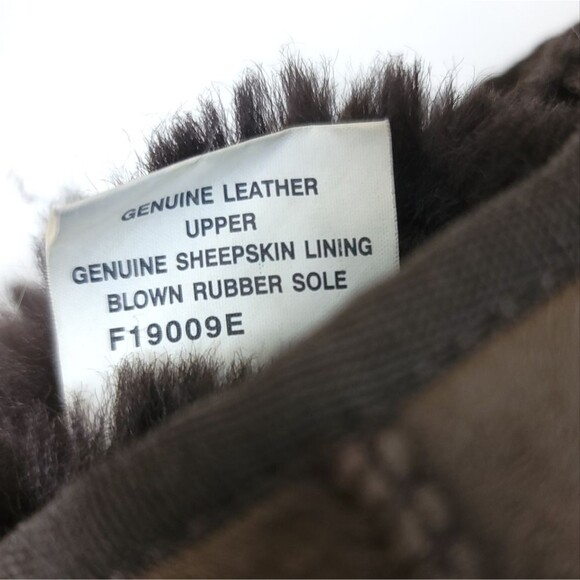 GENUINE LEATHER
UPPER
GENUINE SHEEPSKIN LINING
BLOWN RUBBER SOLE
F19009E